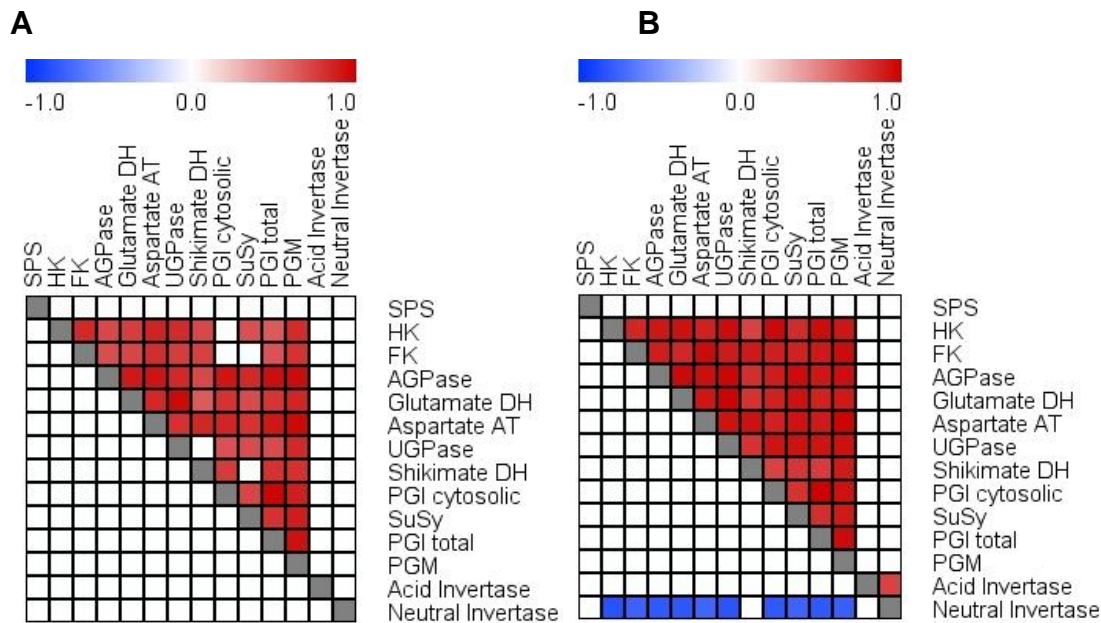 A
B
-1.0 0.0 1.0
-1.0 0.0 1.0
SPS
HK
FK
AGPase
Glutamate DH
Aspartate AT
UGPase
Shikimate DH
PGI cytosolic
SuSy
PGI total
PGM
Acid Invertase
Neutral Invertase
SPS
HK
FK
AGPase
Glutamate DH
Aspartate AT
UGPase
Shikimate DH
PGI cytosolic
SuSy
PGI total
PGM
Acid Invertase
Neutral Invertase
SPS
HK
FK
AGPase
Glutamate DH
Aspartate AT
UGPase
Shikimate DH
PGI cytosolic
SuSy
PGI total
PGM
Acid Invertase
Neutral Invertase
SPS
HK
FK
AGPase
Glutamate DH
Aspartate AT
UGPase
Shikimate DH
PGI cytosolic
SuSy
PGI total
PGM
Acid Invertase
Neutral Invertase